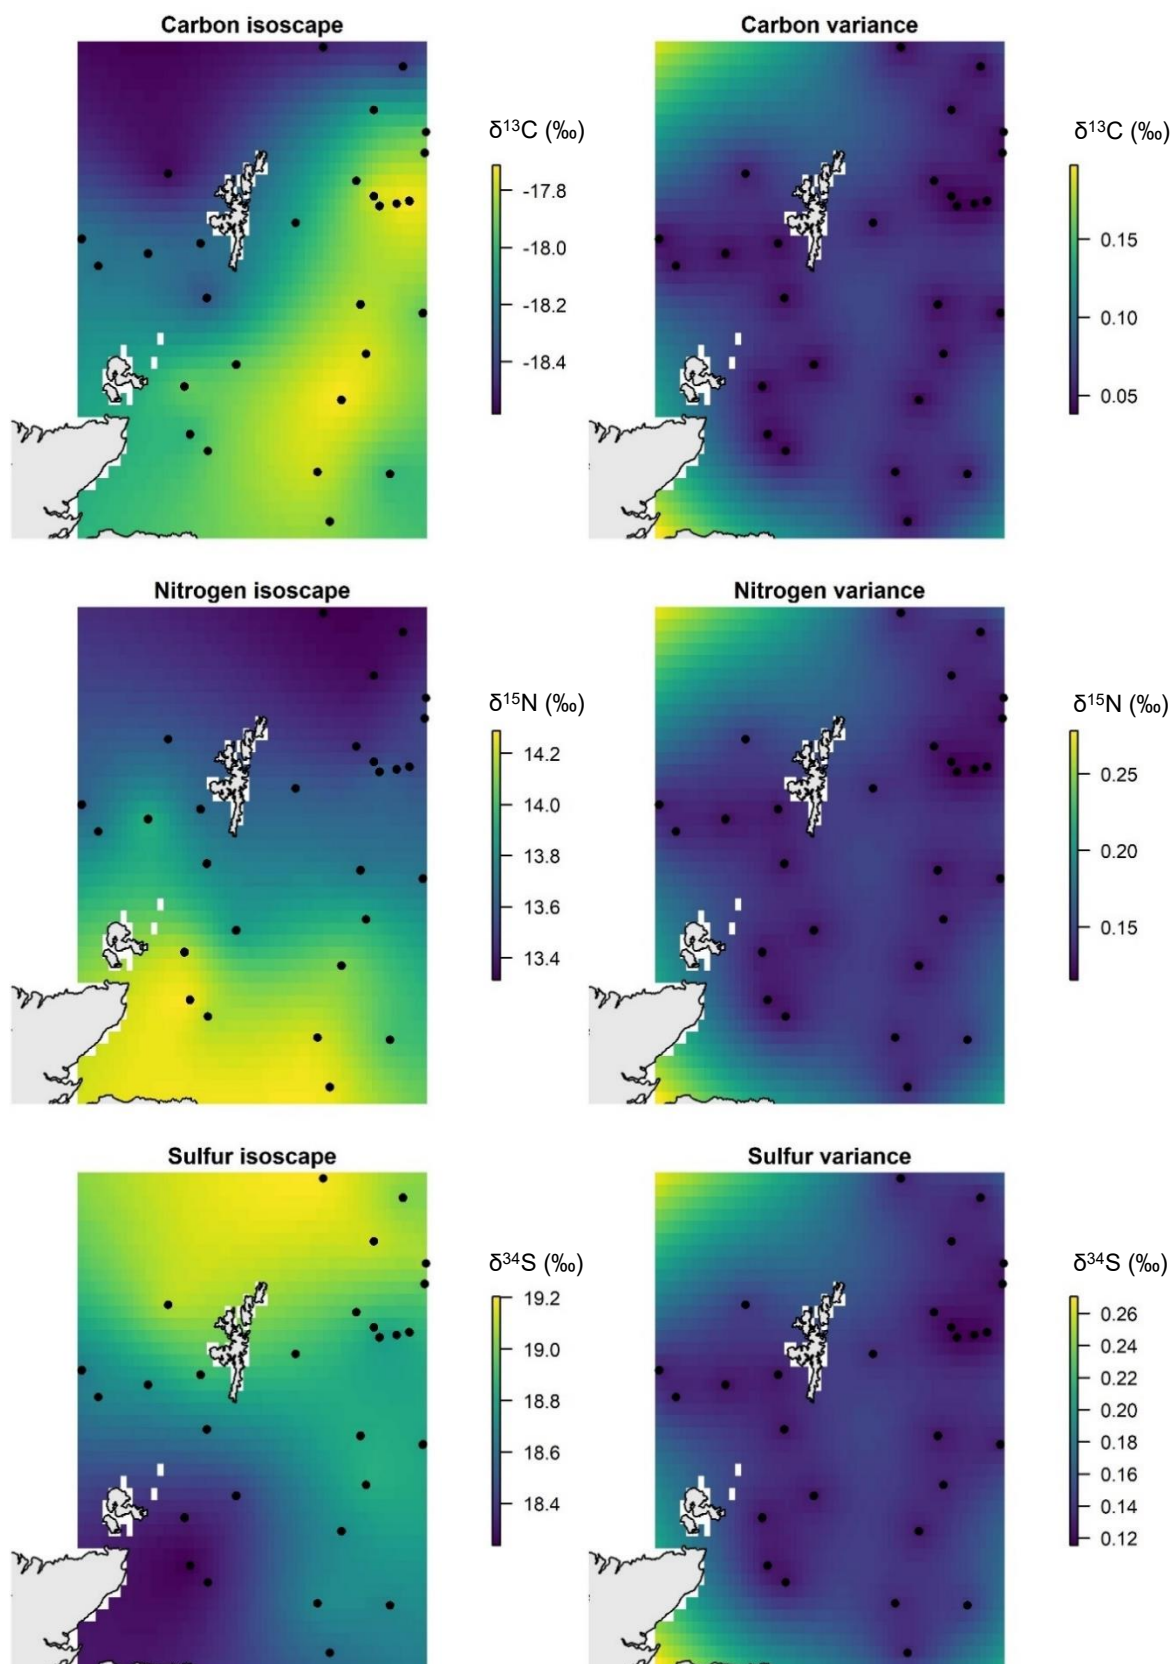 Carbon isoscape
δ¹³C (‰)
-17.8
-18.0
-18.2
-18.4
Carbon variance
δ¹³C (‰)
0.15
0.10
0.05
Nitrogen isoscape
δ¹⁵N (‰)
14.2
14.0
13.8
13.6
13.4
Nitrogen variance
δ¹⁵N (‰)
0.25
0.20
0.15
Sulfur isoscape
δ³⁴S (‰)
19.2
19.0
18.8
18.6
18.4
Sulfur variance
δ³⁴S (‰)
0.26
0.24
0.22
0.20
0.18
0.16
0.14
0.12